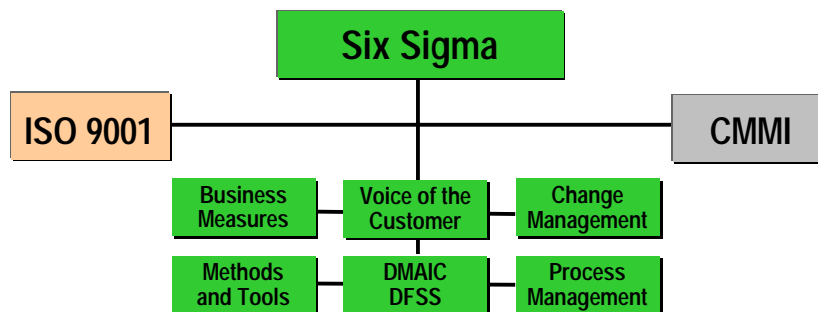 Six Sigma
ISO 9001
CMMI
Business
Measures
Voice of the
Customer
Change
Management
Methods
and Tools
DMAIC
DFSS
Process
Management